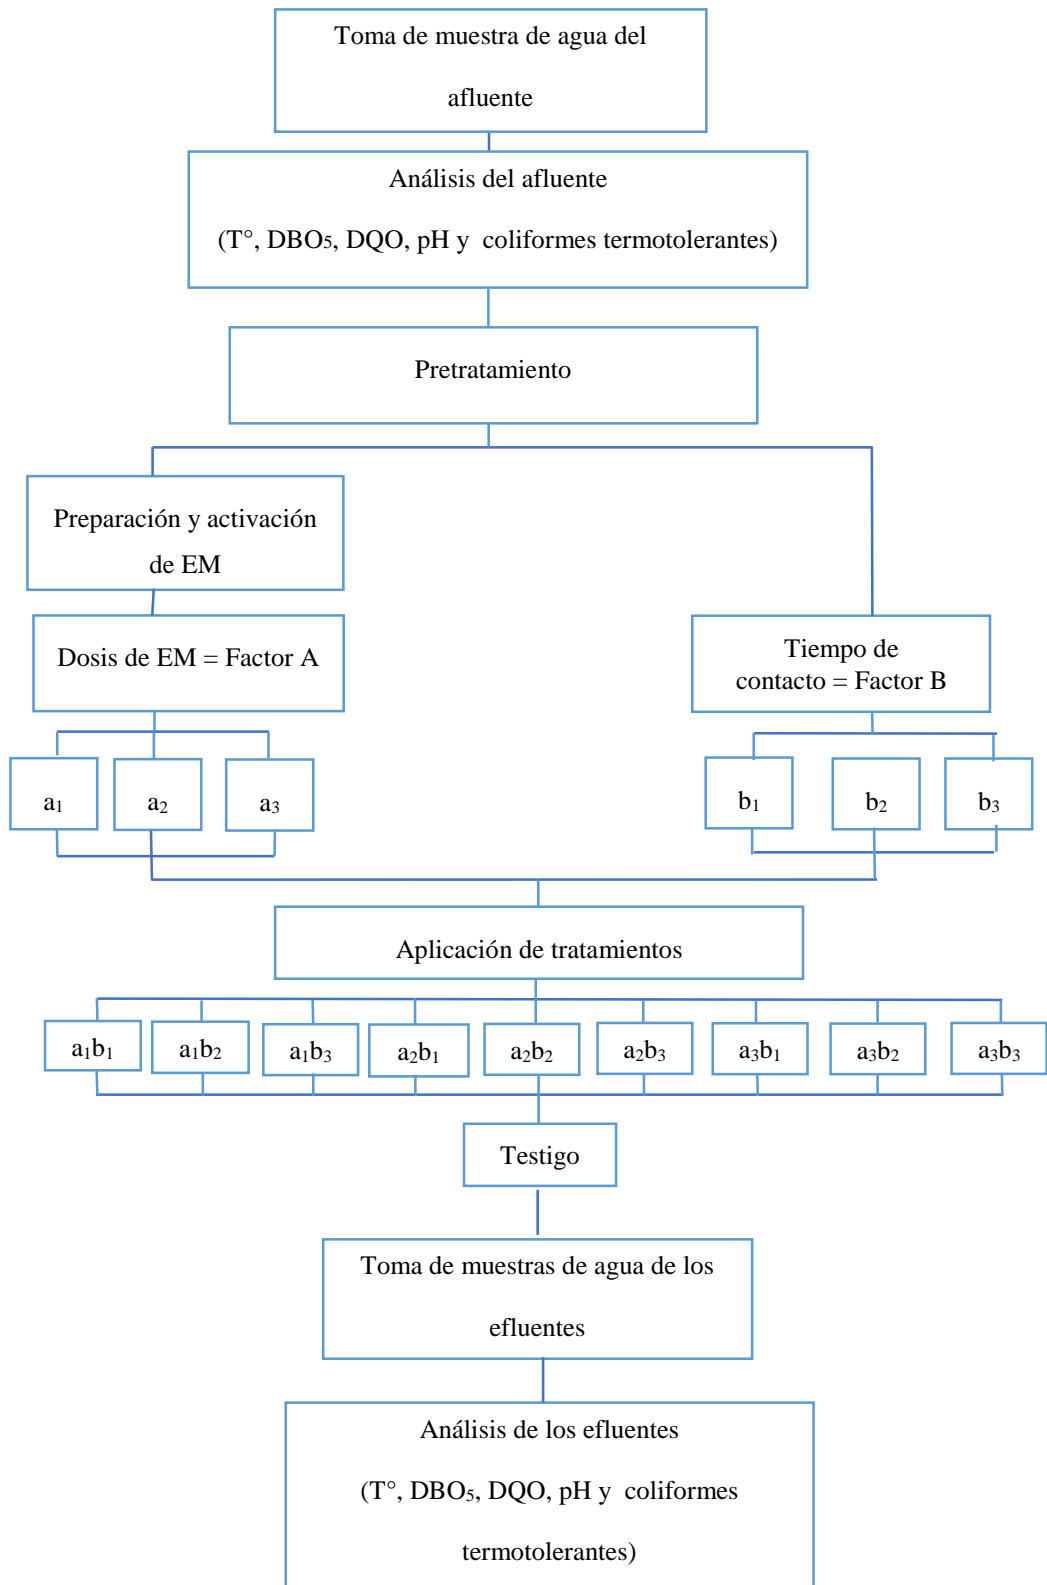 Toma de muestra de agua del
afluente
Análisis del afluente
(T°, DBO₅, DQO, pH y coliformes termotolerantes)
Pretratamiento
Preparación y activación
de EM
Dosis de EM = Factor A
Tiempo de
contacto = Factor B
a₁ a₂ a₃ b₁ b₂ b₃
Aplicación de tratamientos
a₁b₁ a₁b₂ a₁b₃ a₂b₁ a₂b₂ a₂b₃ a₃b₁ a₃b₂ a₃b₃
Testigo
Toma de muestras de agua de los
efluentes
Análisis de los efluentes
(T°, DBO₅, DQO, pH y coliformes
termotolerantes)